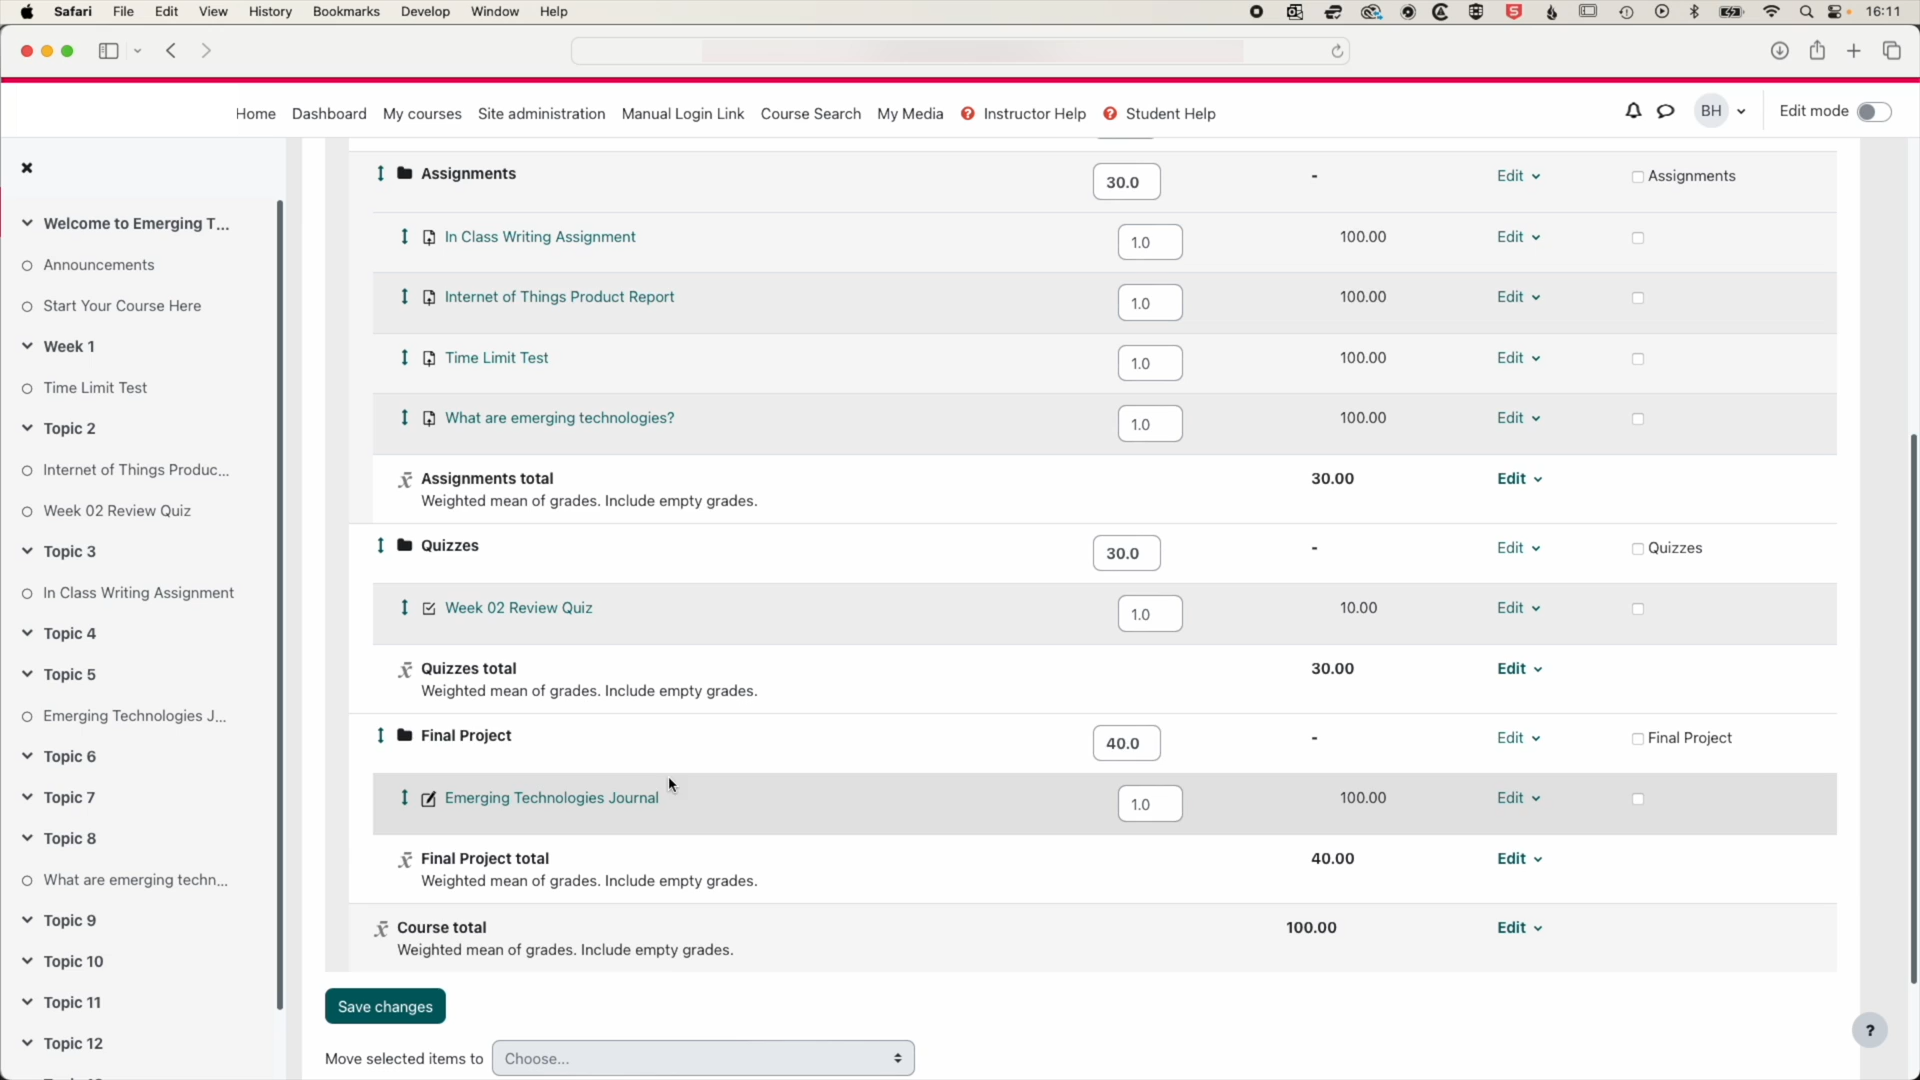 Safari File Edit View History Bookmarks Develop Window Help 16:11
Home Dashboard My courses Site administration Manual Login Link Course Search My Media Instructor Help Student Help BH Edit mode
Welcome to Emerging T...
Announcements
Start Your Course Here
Week 1
Time Limit Test
Topic 2
Internet of Things Produc...
Week 02 Review Quiz
Topic 3
In Class Writing Assignment
Topic 4
Topic 5
Emerging Technologies J...
Topic 6
Topic 7
Topic 8
What are emerging techn...
Topic 9
Topic 10
Topic 11
Topic 12
Assignments 30.0 - Edit Assignments
In Class Writing Assignment 1.0 100.00 Edit
Internet of Things Product Report 1.0 100.00 Edit
Time Limit Test 1.0 100.00 Edit
What are emerging technologies? 1.0 100.00 Edit
Assignments total 30.00 Edit
Weighted mean of grades. Include empty grades.
Quizzes 30.0 - Edit Quizzes
Week 02 Review Quiz 1.0 10.00 Edit
Quizzes total 30.00 Edit
Weighted mean of grades. Include empty grades.
Final Project 40.0 - Edit Final Project
Emerging Technologies Journal 1.0 100.00 Edit
Final Project total 40.00 Edit
Weighted mean of grades. Include empty grades.
Course total 100.00 Edit
Weighted mean of grades. Include empty grades.
Save changes
Move selected items to Choose...
?